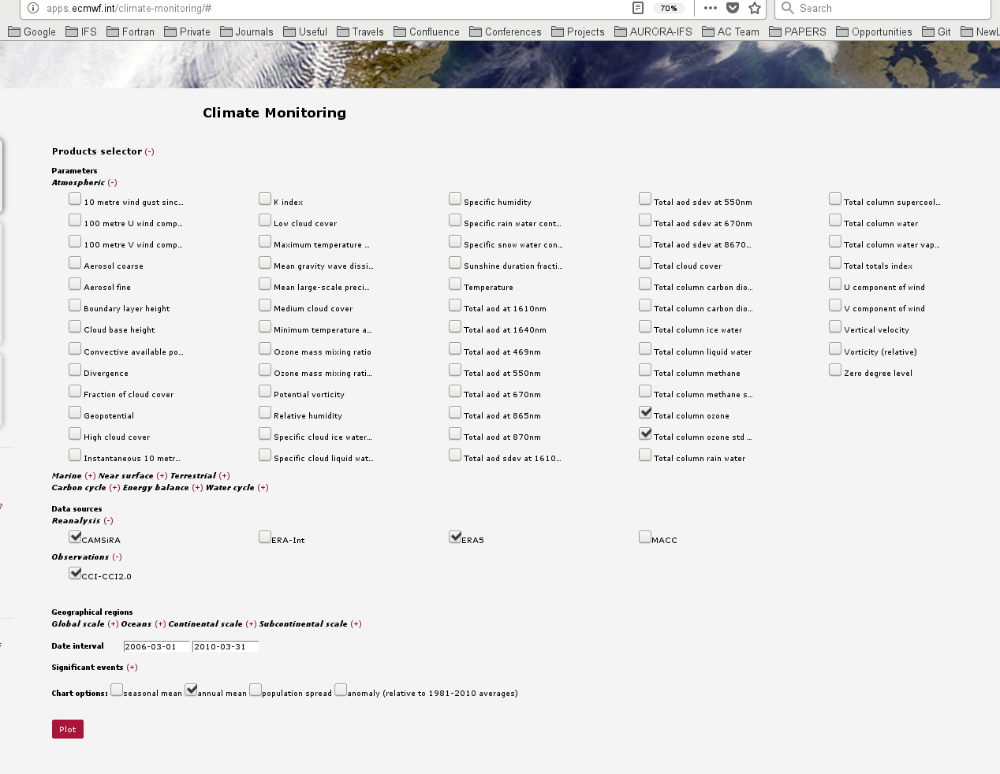 apps.ecmwf.int/climate-monitoring/# 70% Search
Google IFS Fortran Private Journals Useful Travels Confluence Conferences Projects AURORA-IFS AC Team PAPERS Opportunities Git NewL
Climate Monitoring
Products selector (-)
Parameters
Atmospheric (-)
10 metre wind gust sinc... K index Specific humidity Total aod sdev at 550nm Total column supercool...
100 metre U wind comp... Low cloud cover Specific rain water cont... Total aod sdev at 670nm Total column water
100 metre V wind comp... Maximum temperature ... Specific snow water con... Total aod sdev at 8670... Total column water vap...
Aerosol coarse Mean gravity wave dissi... Sunshine duration fracti... Total cloud cover Total totals index
Aerosol fine Mean large-scale preci... Temperature Total column carbon dio... U component of wind
Boundary layer height Medium cloud cover Total aod at 1610nm Total column carbon dio... V component of wind
Cloud base height Minimum temperature a... Total aod at 1640nm Total column ice water Vertical velocity
Convective available po... Ozone mass mixing ratio Total aod at 469nm Total column liquid water Vorticity (relative)
Divergence Ozone mass mixing rati... Total aod at 550nm Total column methane Zero degree level
Fraction of cloud cover Potential vorticity Total aod at 670nm Total column methane s...
Geopotential Relative humidity Total aod at 865nm Total column ozone
High cloud cover Specific cloud ice water... Total aod at 870nm Total column ozone std ...
Instantaneous 10 metr... Specific cloud liquid wat... Total aod sdev at 1610... Total column rain water
Marine (+) Near surface (+) Terrestrial (+)
Carbon cycle (+) Energy balance (+) Water cycle (+)
?
Data sources
Reanalysis (-)
CAMSiRA ERA-Int ERA5 MACC
Observations (-)
CCI-CCI2.0
Geographical regions
Global scale (+) Oceans (+) Continental scale (+) Subcontinental scale (+)
Date interval 2006-03-01 2010-03-31
Significant events (+)
Chart options: seasonal mean annual mean population spread anomaly (relative to 1981-2010 averages)
Plot